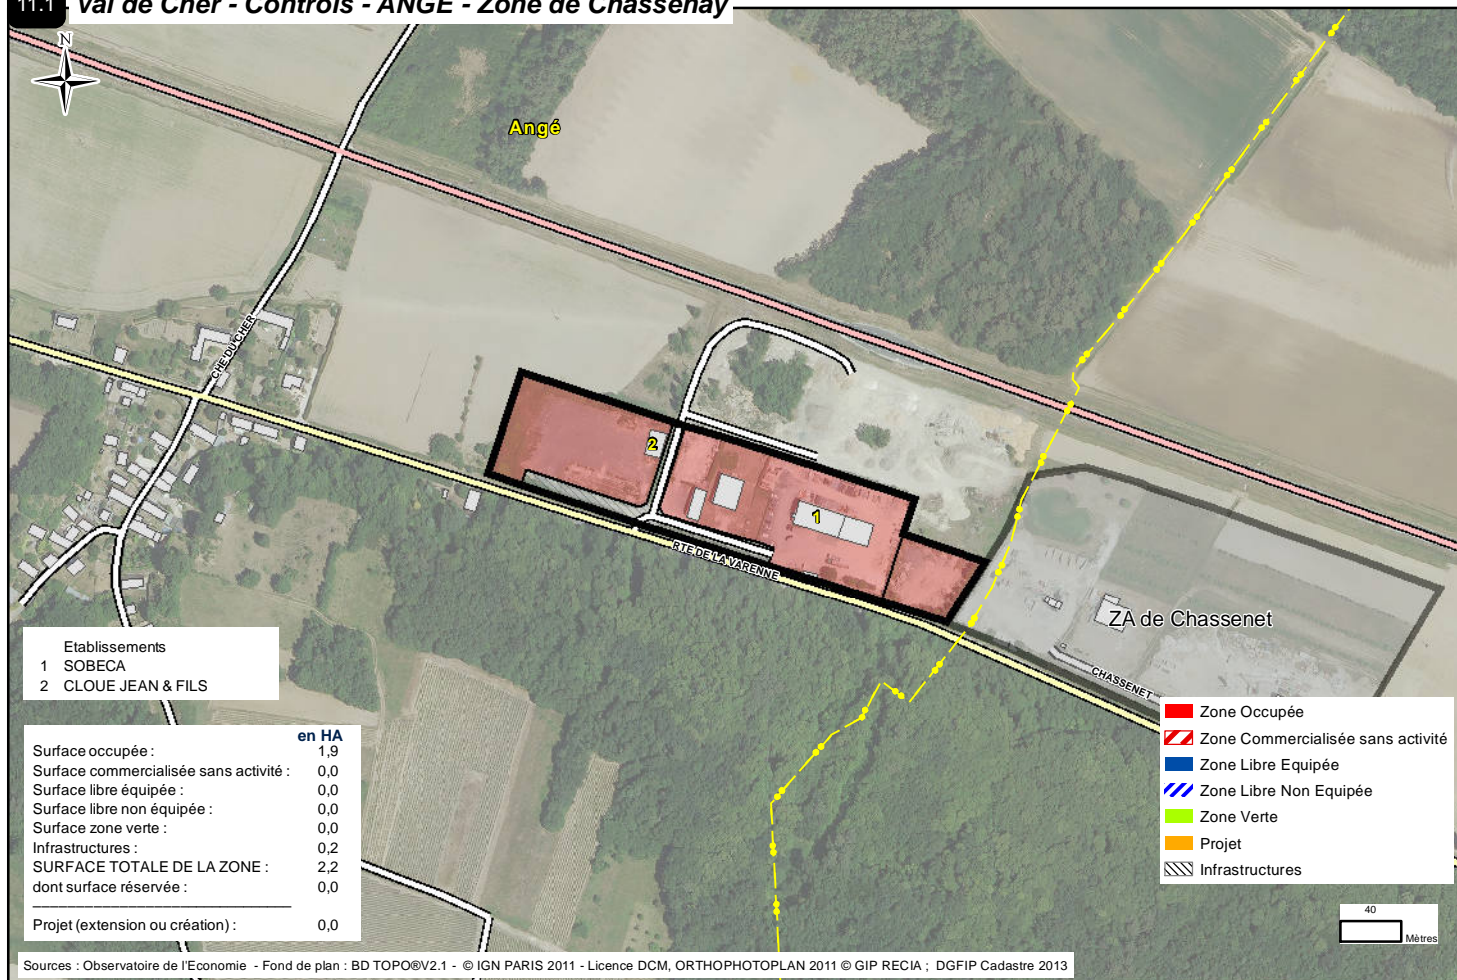 11.1 Val de Cher - Controis - ANGE - Zone de Chassenay
N
Angé
CHE DU CHER
2
1
RTE DE LA VARENNE
ZA de Chassenet
CHASSENET
Etablissements
1 SOBECA
2 CLOUE JEAN & FILS
en HA
Surface occupée : 1,9
Surface commercialisée sans activité : 0,0
Surface libre équipée : 0,0
Surface libre non équipée : 0,0
Surface zone verte : 0,0
Infrastructures : 0,2
SURFACE TOTALE DE LA ZONE : 2,2
dont surface réservée : 0,0
Projet (extension ou création) : 0,0
Zone Occupée
Zone Commercialisée sans activité
Zone Libre Equipée
Zone Libre Non Equipée
Zone Verte
Projet
Infrastructures
40
Mètres
Sources : Observatoire de l'Economie - Fond de plan : BD TOPO®V2.1 - © IGN PARIS 2011 - Licence DCM, ORTHOPHOTOPLAN 2011 © GIP RECIA ; DGFIP Cadastre 2013